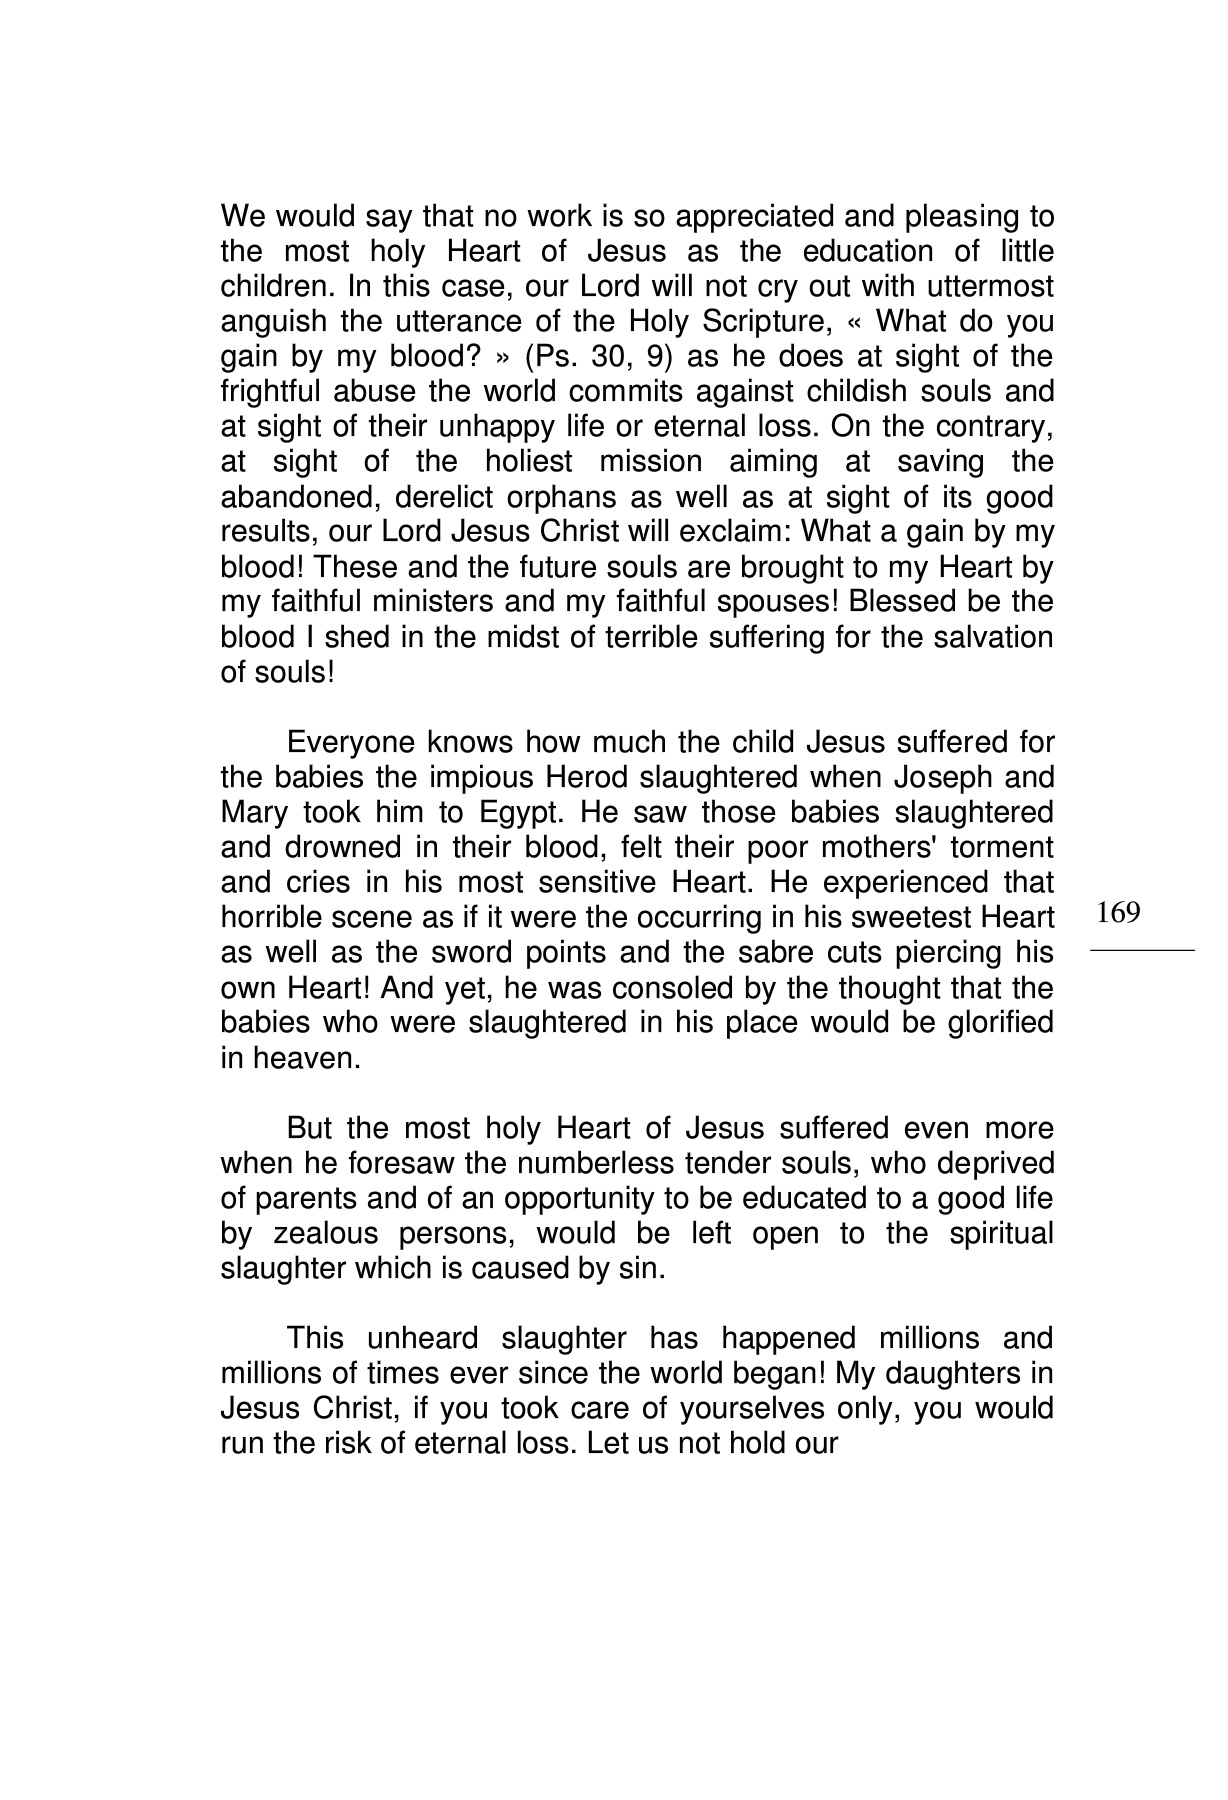 We would say that no work is so appreciated and pleasing to
the most holy Heart of Jesus as the education of little
children. In this case, our Lord will not cry out with uttermost
anguish the utterance of the Holy Scripture, « What do you
gain by my blood? » (Ps. 30, 9) as he does at sight of the
frightful abuse the world commits against childish souls and
at sight of their unhappy life or eternal loss. On the contrary,
at sight of the holiest mission aiming at saving the
abandoned, derelict orphans as well as at sight of its good
results, our Lord Jesus Christ will exclaim: What a gain by my
blood! These and the future souls are brought to my Heart by
my faithful ministers and my faithful spouses! Blessed be the
blood I shed in the midst of terrible suffering for the salvation
of souls!
Everyone knows how much the child Jesus suffered for
the babies the impious Herod slaughtered when Joseph and
Mary took him to Egypt. He saw those babies slaughtered
and drowned in their blood, felt their poor mothers' torment
and cries in his most sensitive Heart. He experienced that
horrible scene as if it were the occurring in his sweetest Heart
as well as the sword points and the sabre cuts piercing his
own Heart! And yet, he was consoled by the thought that the
babies who were slaughtered in his place would be glorified
in heaven.
But the most holy Heart of Jesus suffered even more
when he foresaw the numberless tender souls, who deprived
of parents and of an opportunity to be educated to a good life
by zealous persons, would be left open to the spiritual
slaughter which is caused by sin.
This unheard slaughter has happened millions and
millions of times ever since the world began! My daughters in
Jesus Christ, if you took care of yourselves only, you would
run the risk of eternal loss. Let us not hold our
169